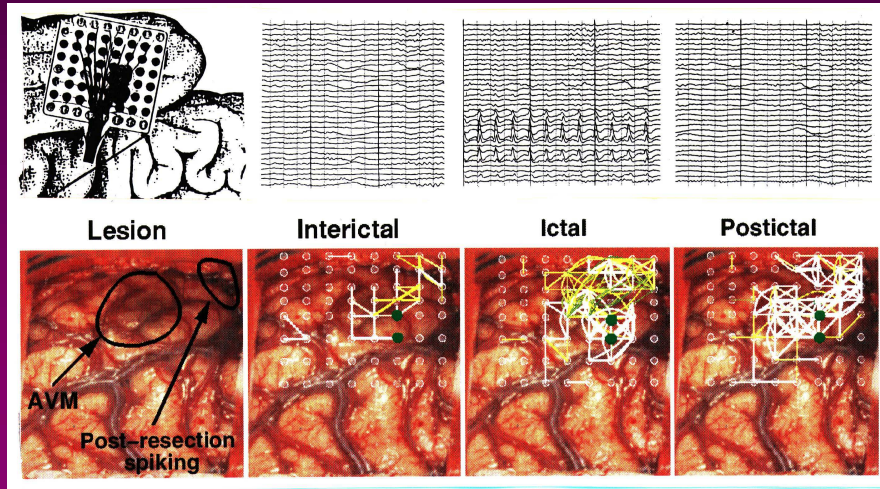 Lesion
Interictal
Ictal
Postictal
AVM
Post-resection
spiking